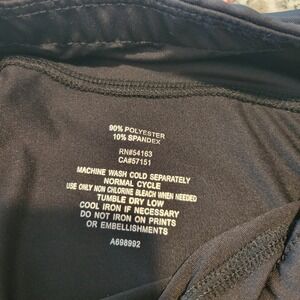 90% POLYESTER
10% SPANDEX
RN#54163
CA#57151
MACHINE WASH COLD SEPARATELY
NORMAL CYCLE
USE ONLY NON CHLORINE BLEACH WHEN NEEDED
TUMBLE DRY LOW
COOL IRON IF NECESSARY
DO NOT IRON ON PRINTS
OR EMBELLISHMENTS
A698992